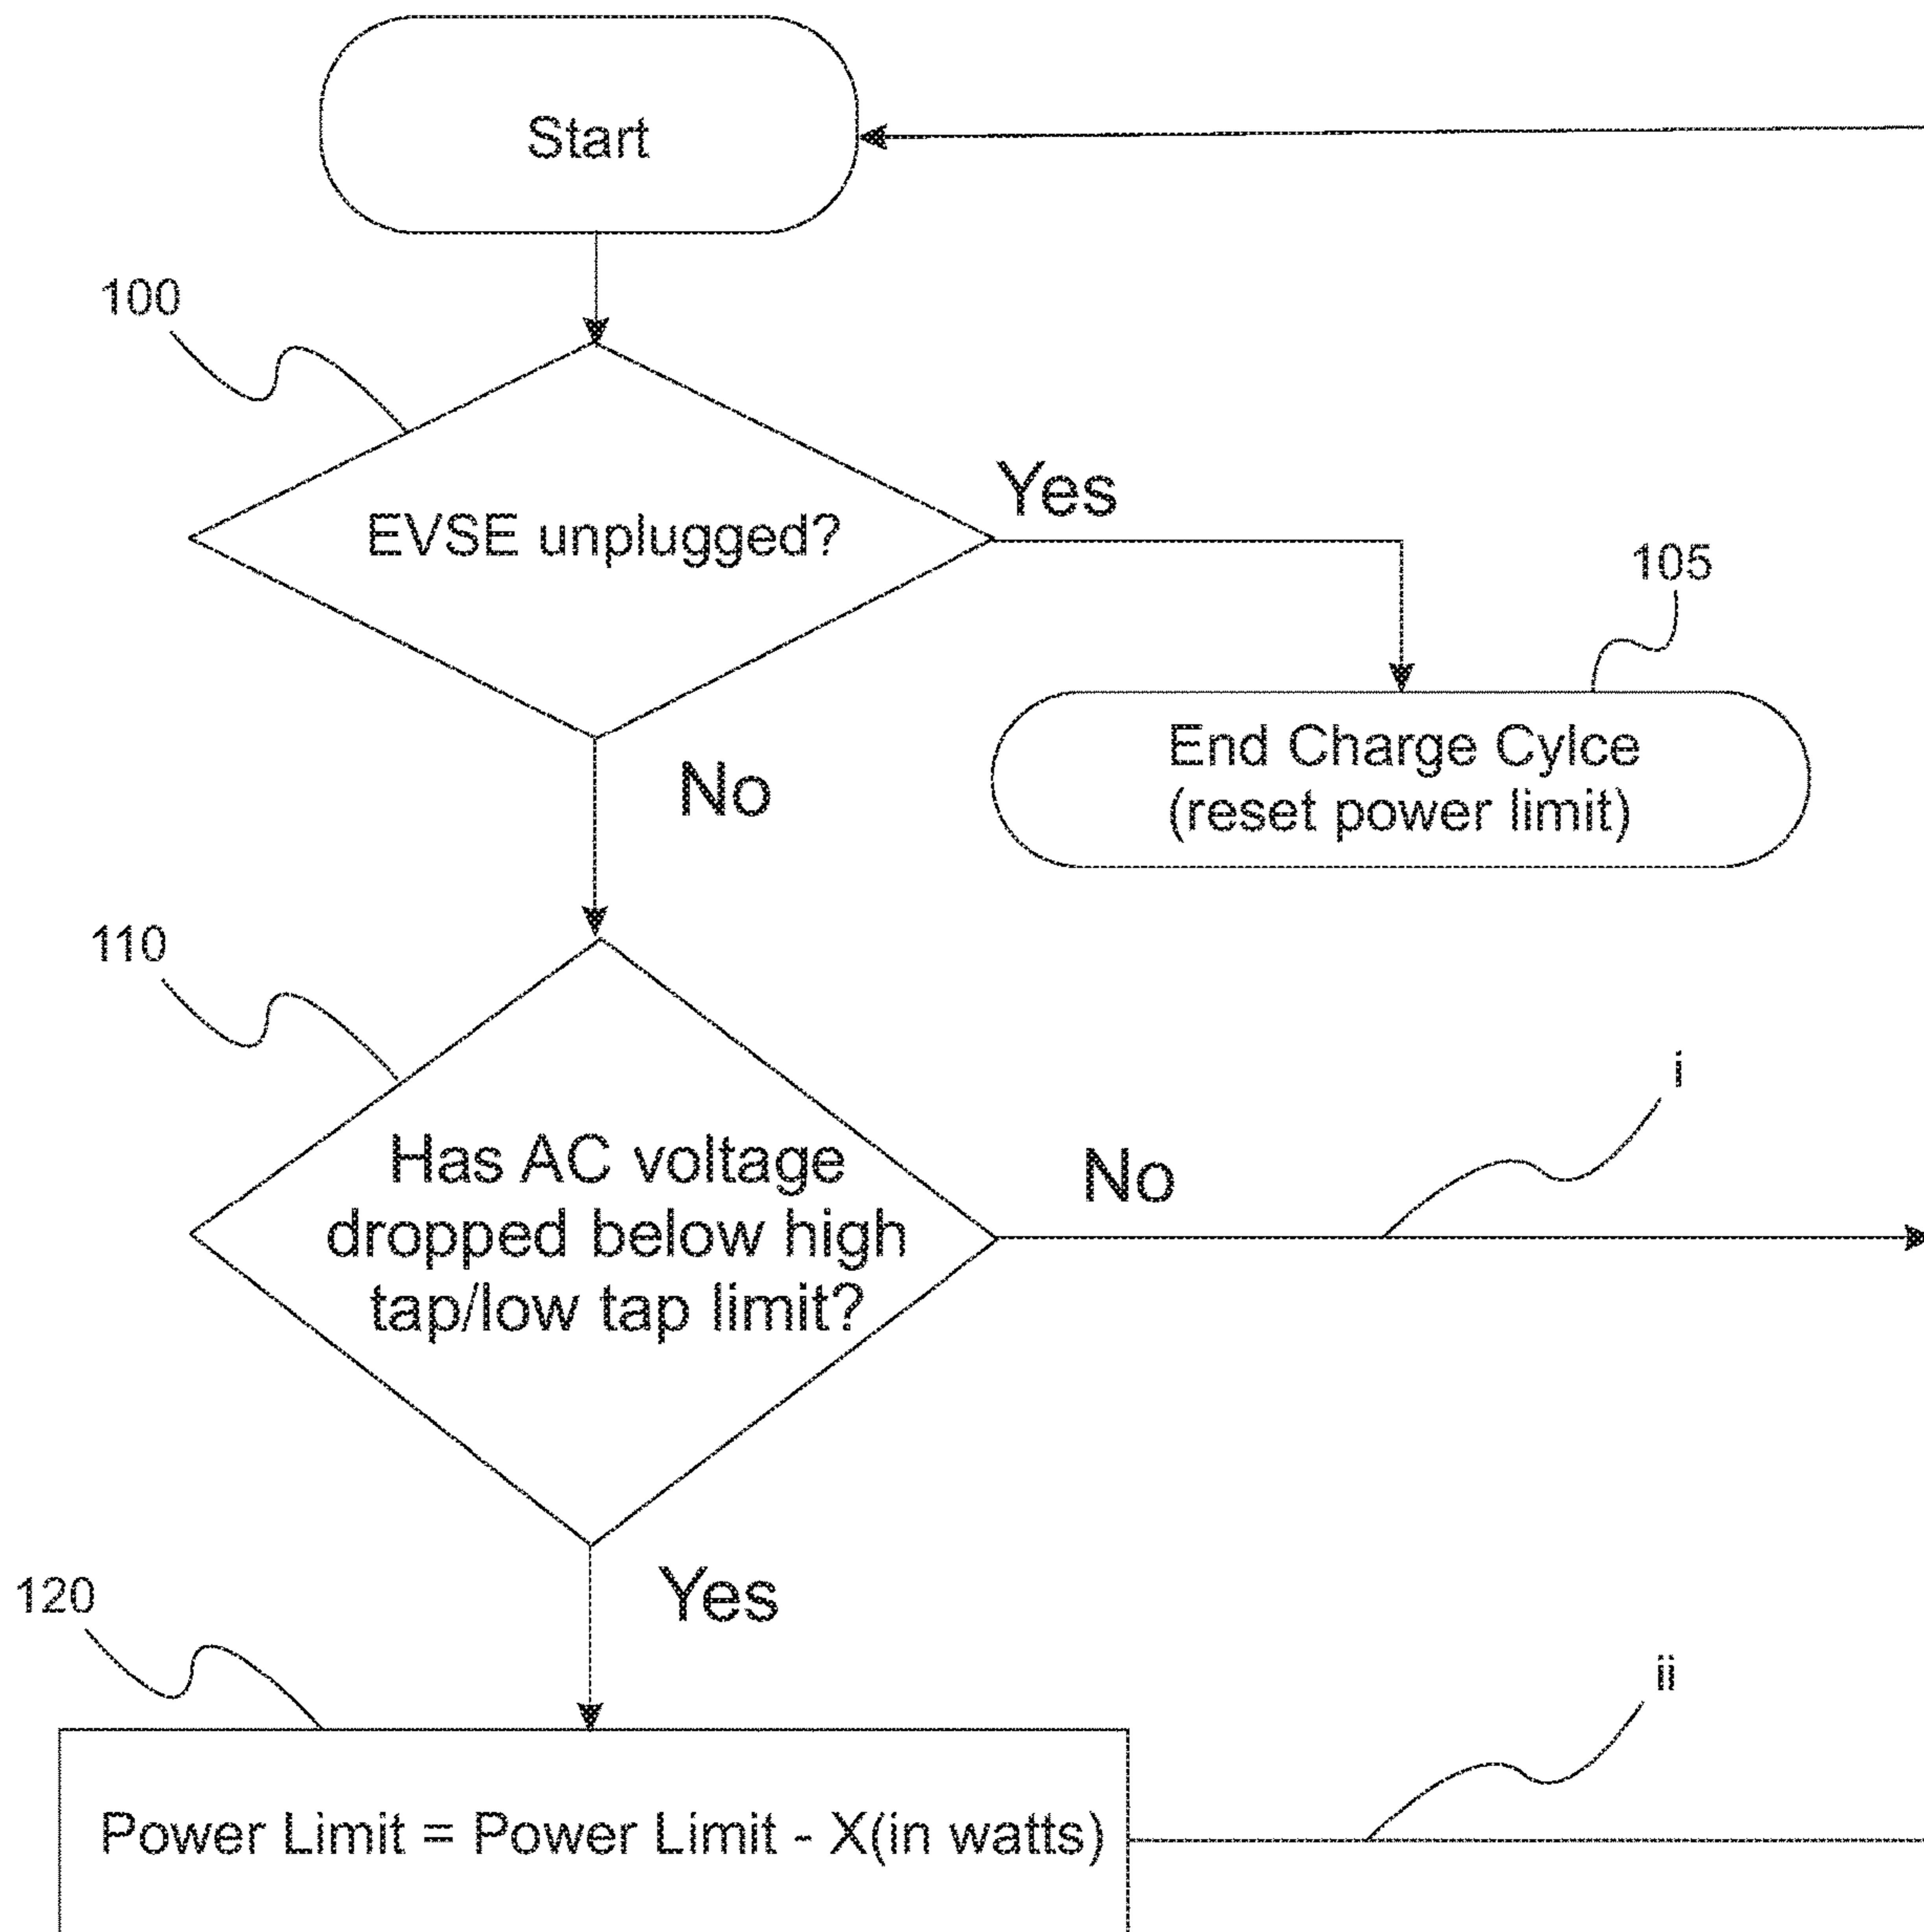 Start
100
EVSE unplugged?
Yes
105
End Charge Cylce
(reset power limit)
No
110
Has AC voltage
dropped below high
tap/low tap limit?
No
i
Yes
120
ii
Power Limit = Power Limit - X(in watts)